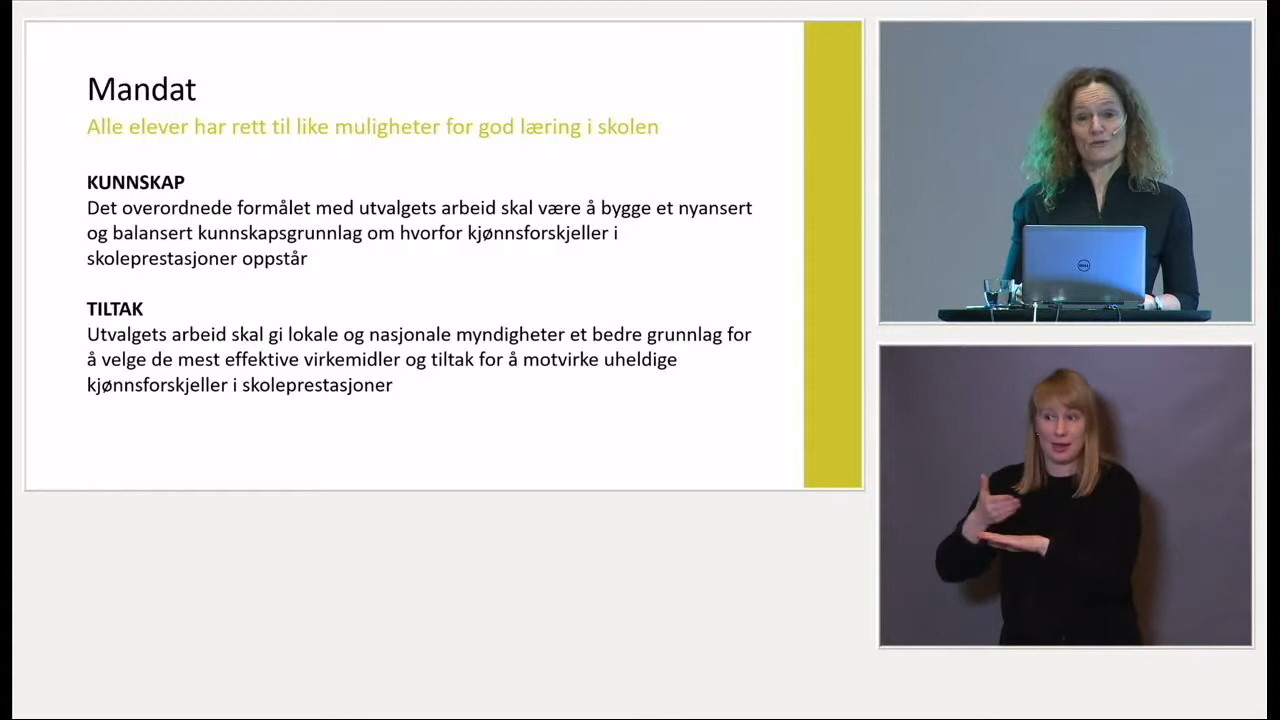 Mandat
Alle elever har rett til like muligheter for god læring i skolen
KUNNSKAP
Det overordnede formålet med utvalgets arbeid skal være å bygge et nyansert
og balansert kunnskapsgrunnlag om hvorfor kjønnsforskjeller i
skoleprestasjoner oppstår
TILTAK
Utvalgets arbeid skal gi lokale og nasjonale myndigheter et bedre grunnlag for
å velge de mest effektive virkemidler og tiltak for å motvirke uheldige
kjønnsforskjeller i skoleprestasjoner
DELL